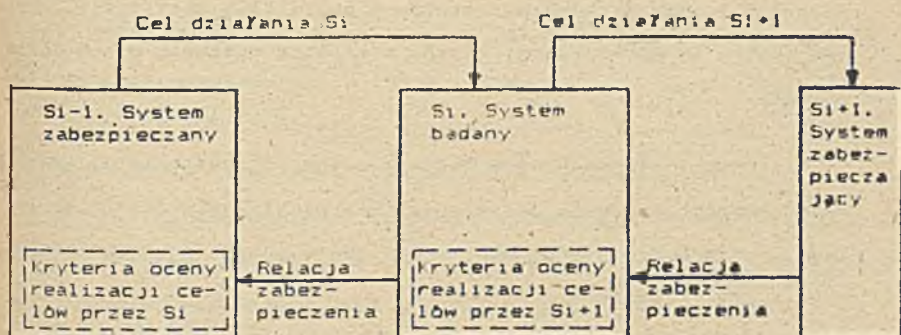 Cel działania Si
Cel działania Si+1
Si-1. System
zabezpieczany
Si. System
badany
Si+1.
System
zabez-
piecza
jący
Kryteria oceny
realizacji ce-
lów przez Si
Relacja
zabez-
pieczenia
Kryteria oceny
realizacji ce-
lów przez Si+1
Relacja
zabez-
pieczenia